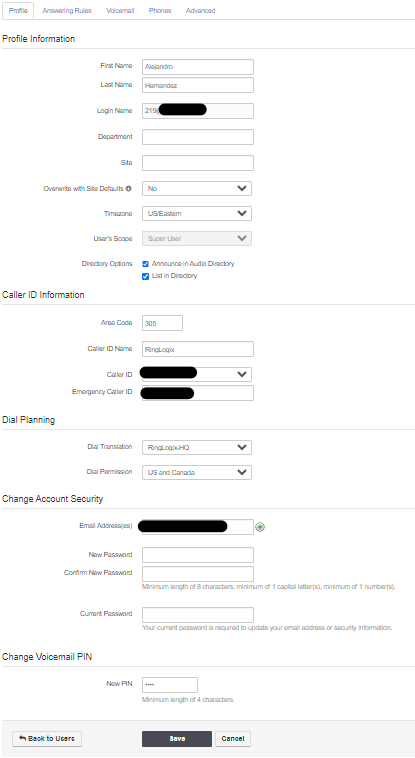 Profile Answering Rules Voicemail Phones Advanced
Profile Information
First Name Alejandro
Last Name Hernandez
Login Name 219@
Department
Site
Overwrite with Site Defaults No
Timezone US/Eastern
User's Scope Super User
Directory Options Announce in Audio Directory
List in Directory
Caller ID Information
Area Code 305
Caller ID Name RingLogix
Caller ID
Emergency Caller ID
Dial Planning
Dial Translation RingLogix-HQ
Dial Permission US and Canada
Change Account Security
Email Address(es)
New Password
Confirm New Password
Minimum length of 8 characters, minimum of 1 capital letter(s), minimum of 1 number(s).
Current Password
Your current password is required to update your email address or security information.
Change Voicemail PIN
New PIN ····
Minimum length of 4 characters.
Back to Users Save Cancel